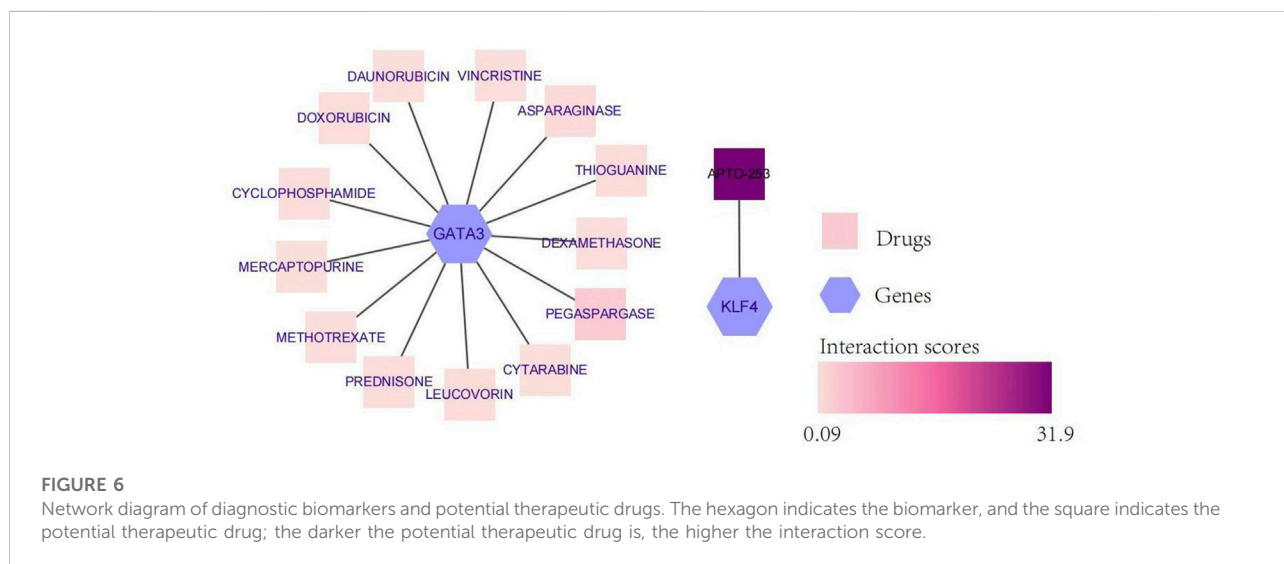 DAUNORUBICIN
VINCRISTINE
DOXORUBICIN
ASPARAGINASE
THIOGUANINE
CYCLOPHOSPHAMIDE
GATA3
DEXAMETHASONE
MERCAPTOPURINE
PEGASPARGASE
METHOTREXATE
CYTARABINE
PREDNISONE
LEUCOVORIN
APTO-253
KLF4
Drugs
Genes
Interaction scores
0.09 31.9
FIGURE 6
Network diagram of diagnostic biomarkers and potential therapeutic drugs. The hexagon indicates the biomarker, and the square indicates the
potential therapeutic drug; the darker the potential therapeutic drug is, the higher the interaction score.